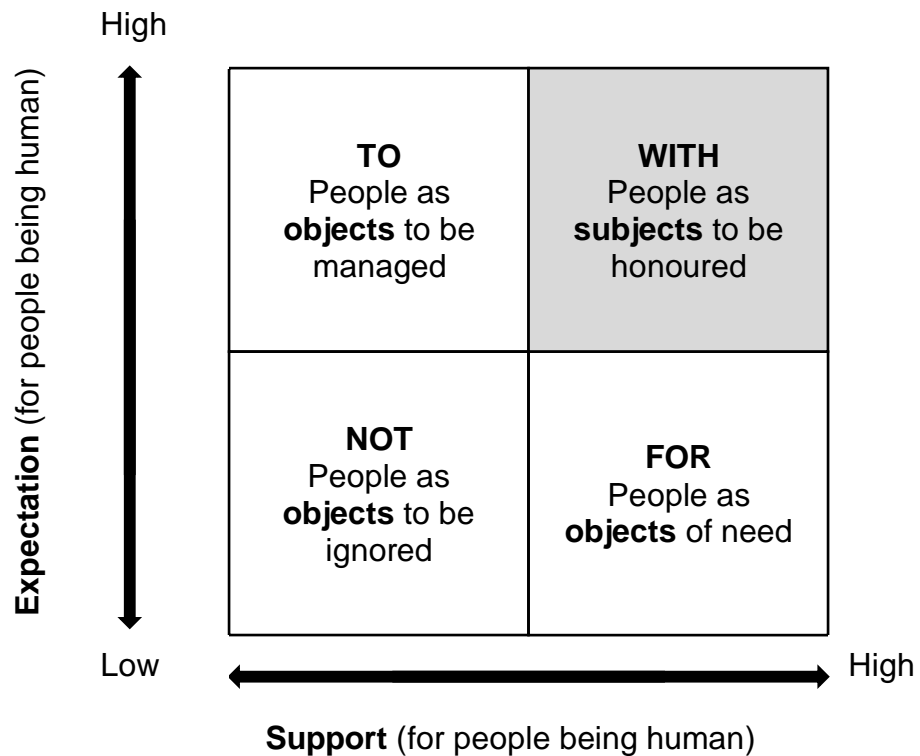 High
Expectation (for people being human)
TO
People as
objects to be
managed
WITH
People as
subjects to be
honoured
NOT
People as
objects to be
ignored
FOR
People as
objects of need
Low
High
Support (for people being human)